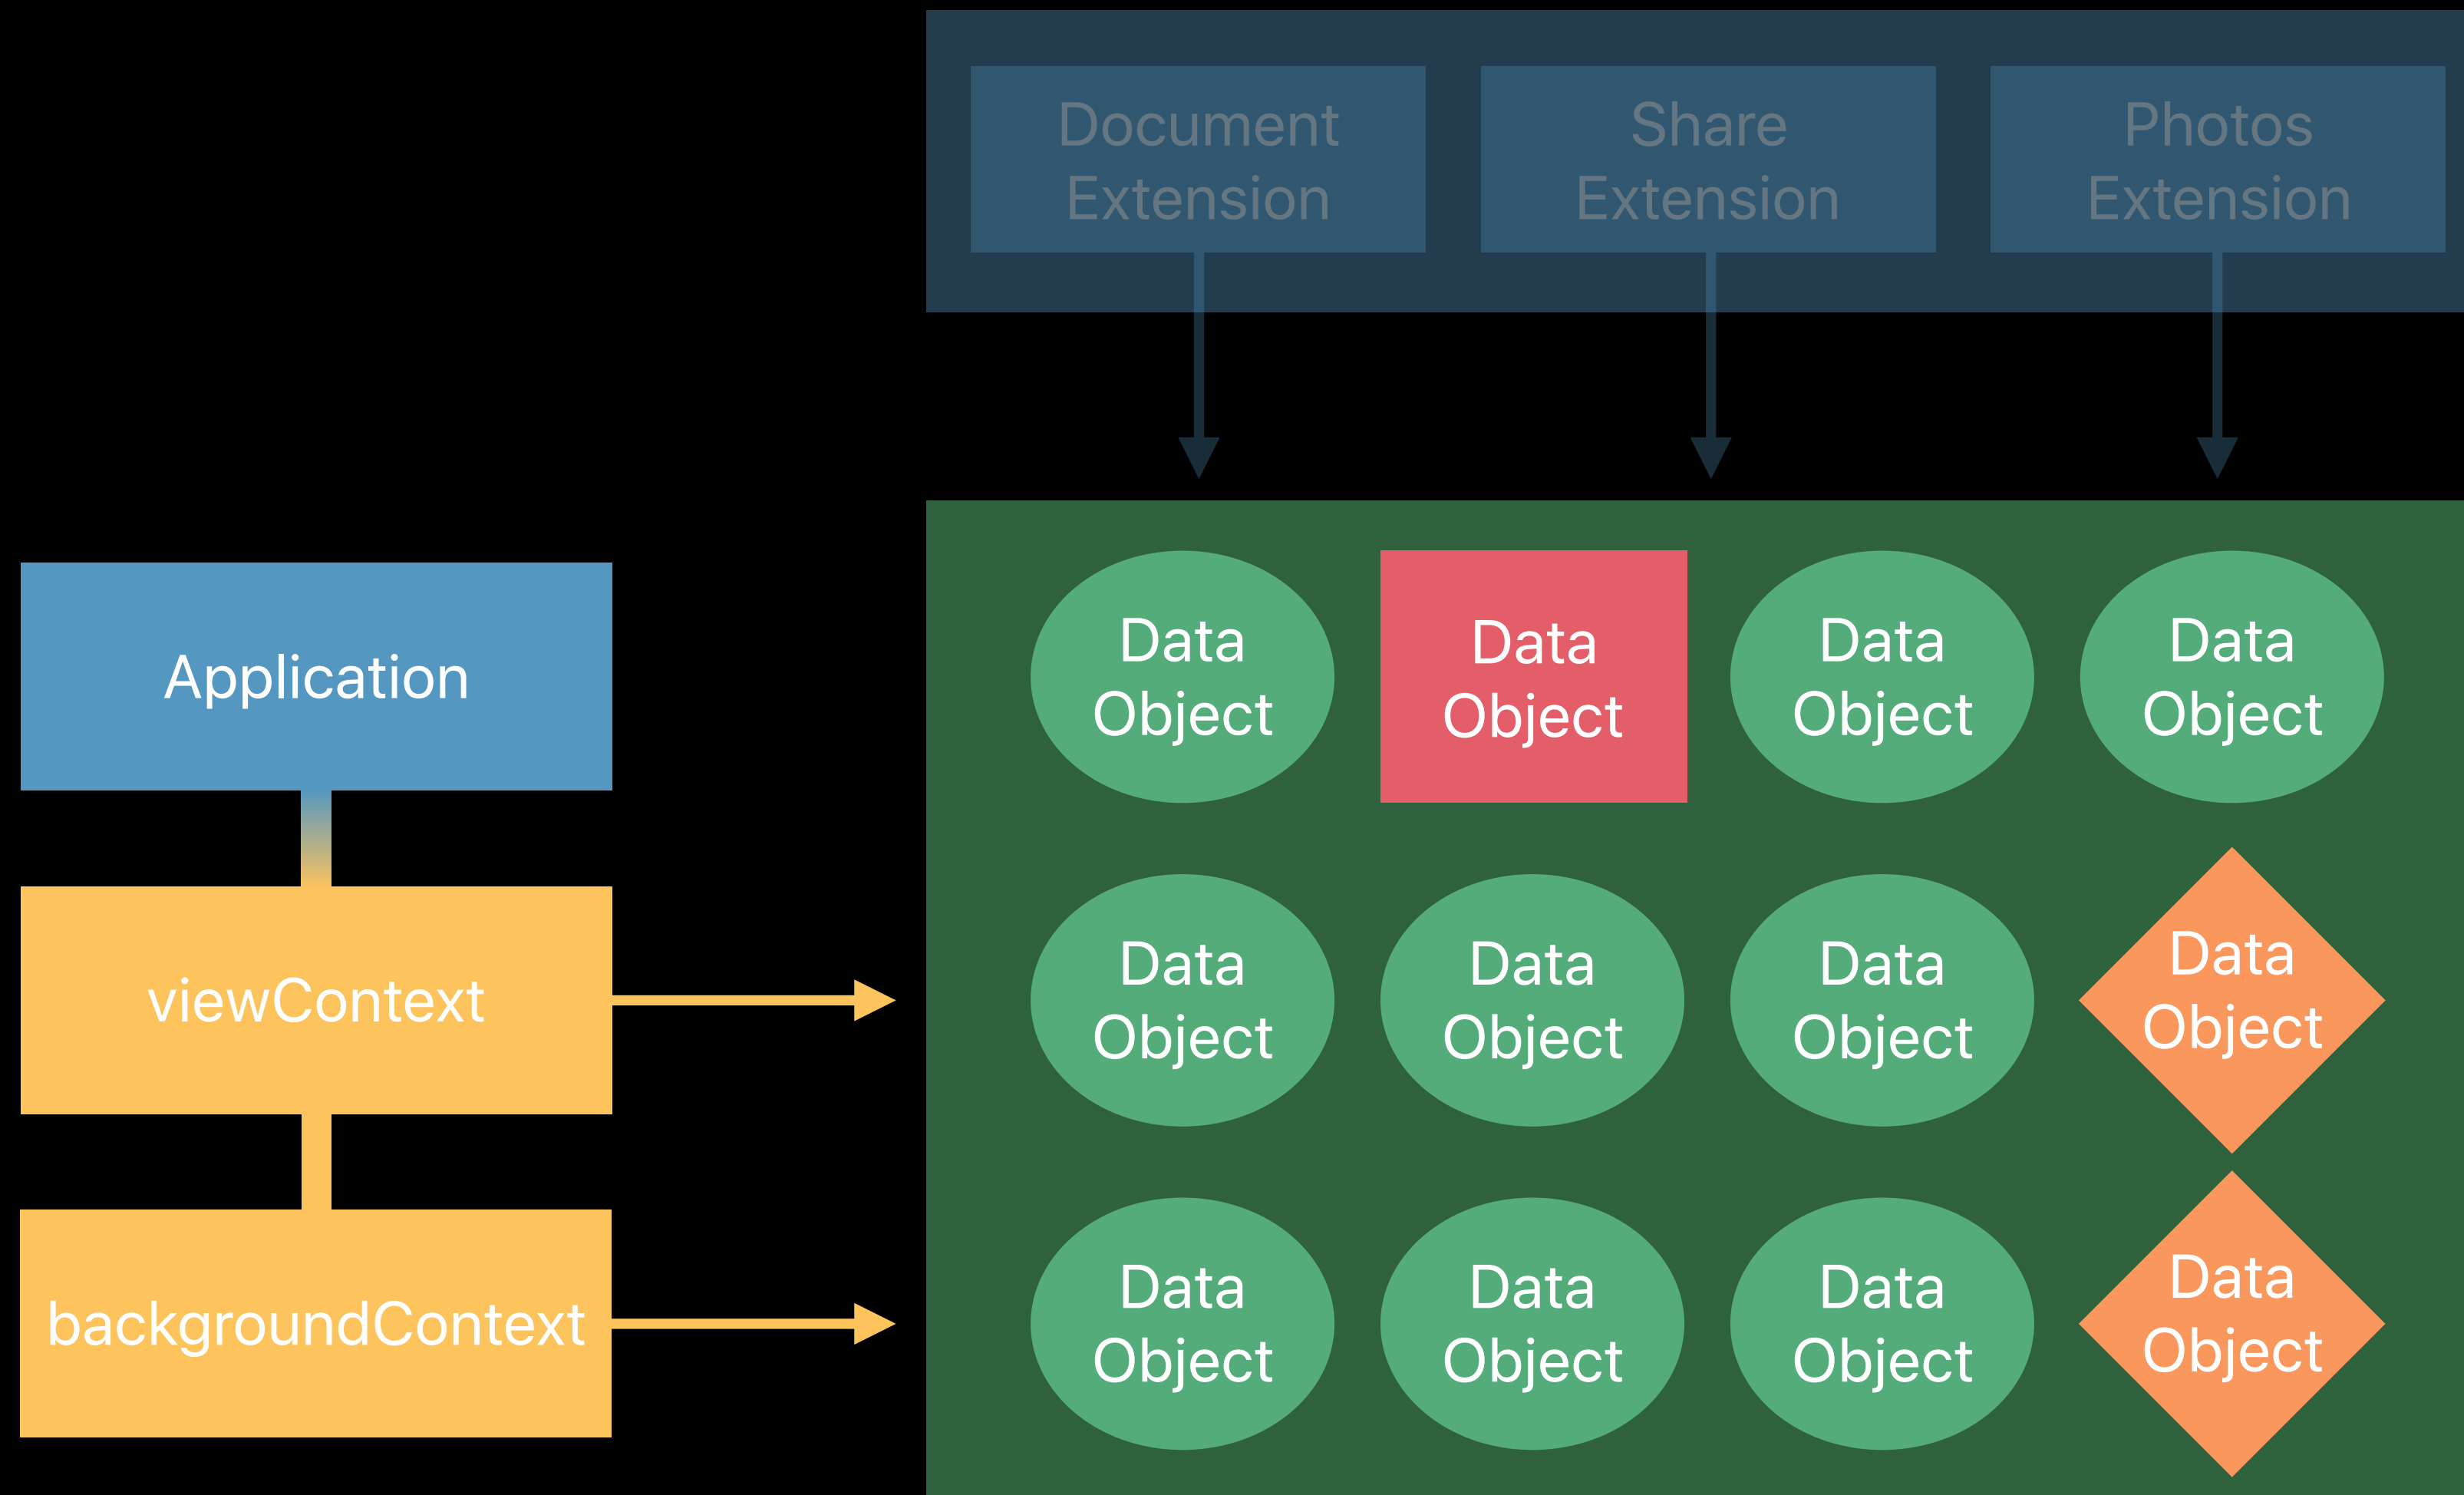 Document
Extension
Share
Extension
Photos
Extension
Application
viewContext
backgroundContext
Data
Object
Data
Object
Data
Object
Data
Object
Data
Object
Data
Object
Data
Object
Data
Object
Data
Object
Data
Object
Data
Object
Data
Object